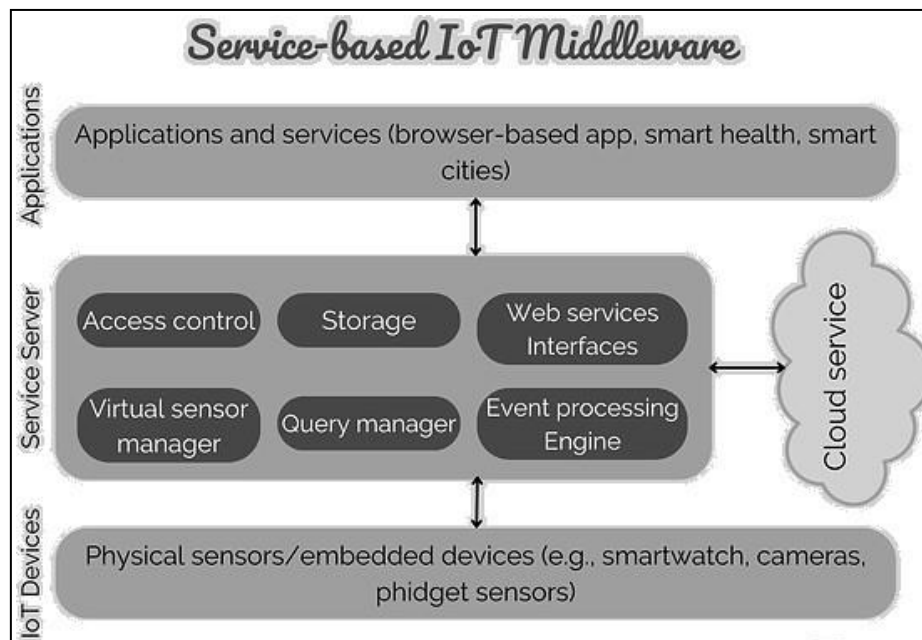 Service-based IoT Middleware
Applications
Applications and services (browser-based app, smart health, smart
cities)
Service Server
Access control
Storage
Web services
Interfaces
Virtual sensor
manager
Query manager
Event processing
Engine
Cloud service
IoT Devices
Physical sensors/embedded devices (e.g., smartwatch, cameras,
phidget sensors)